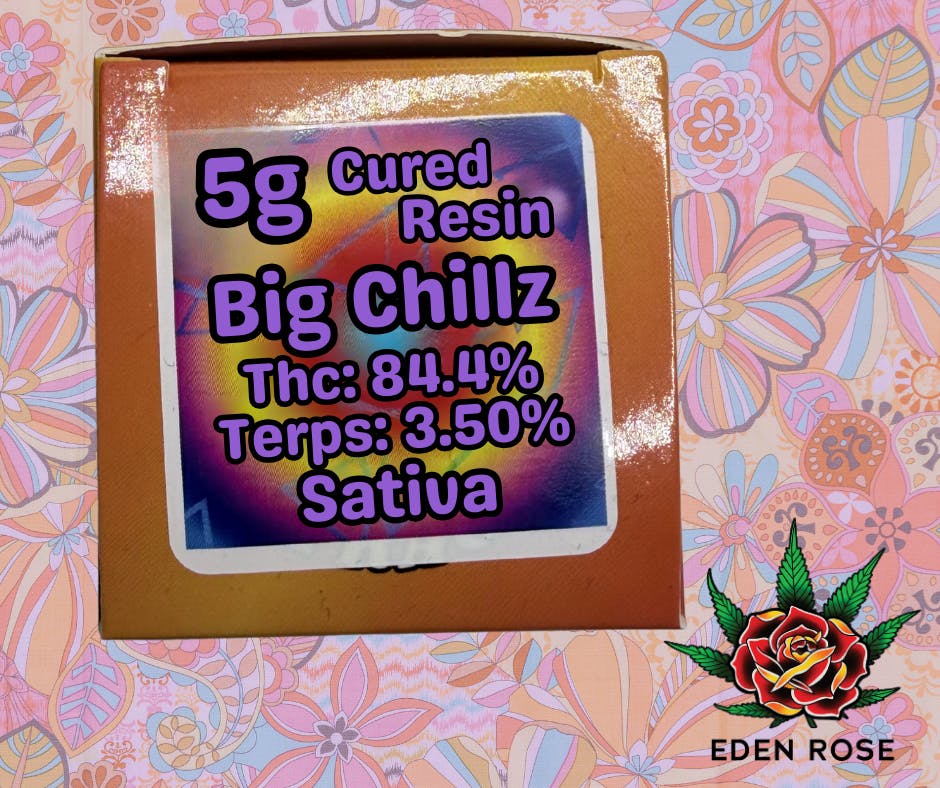 5g Cured
Resin
Big Chillz
Thc: 84.4%
Terps: 3.50%
Sativa
EDEN ROSE